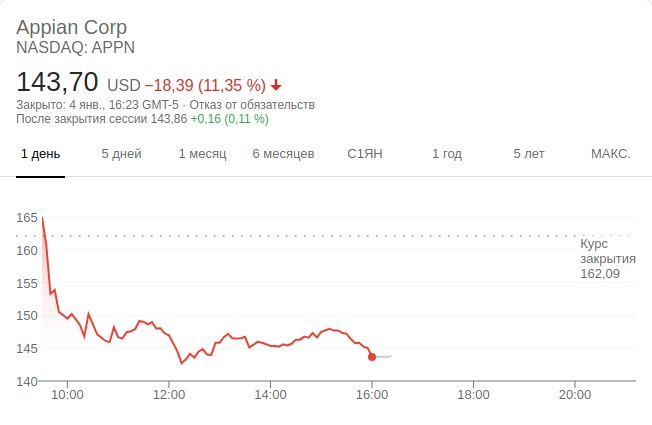 Appian Corp
NASDAQ: APPN
143,70 USD −18,39 (11,35 %)
Закрыто: 4 янв., 16:23 GMT-5 · Отказ от обязательств
После закрытия сессии 143,86 +0,16 (0,11 %)
1 день 5 дней 1 месяц 6 месяцев С1ЯН 1 год 5 лет МАКС.
165
160
155
150
145
140
Курс
закрытия
162,09
10:00 12:00 14:00 16:00 18:00 20:00